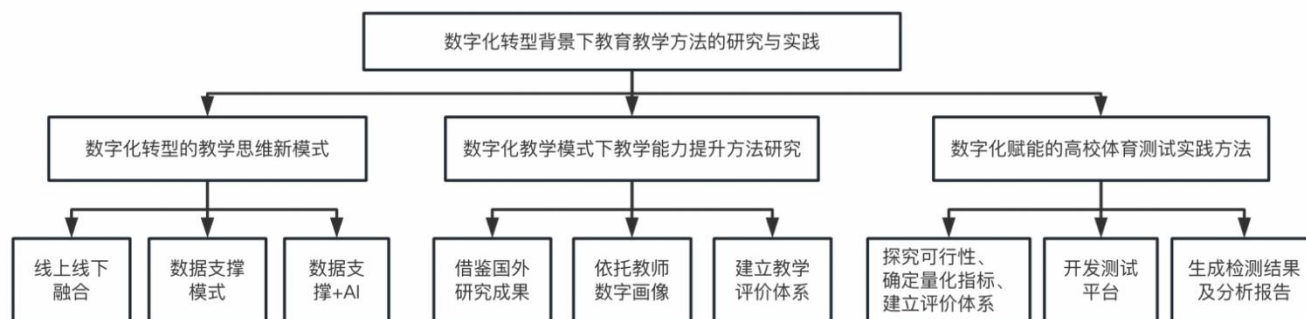 数字化转型背景下教育教学方法的研究与实践
数字化转型的教学思维新模式
数字化教学模式下教学能力提升方法研究
数字化赋能的高校体育测试实践方法
线上线下
融合
数据支撑
模式
数据支
撑+AI
借鉴国外
研究成果
依托教师
数字画像
建立教学
评价体系
探究可行性、
确定量化指标、
建立评价体系
开发测试
平台
生成检测结果
及分析报告